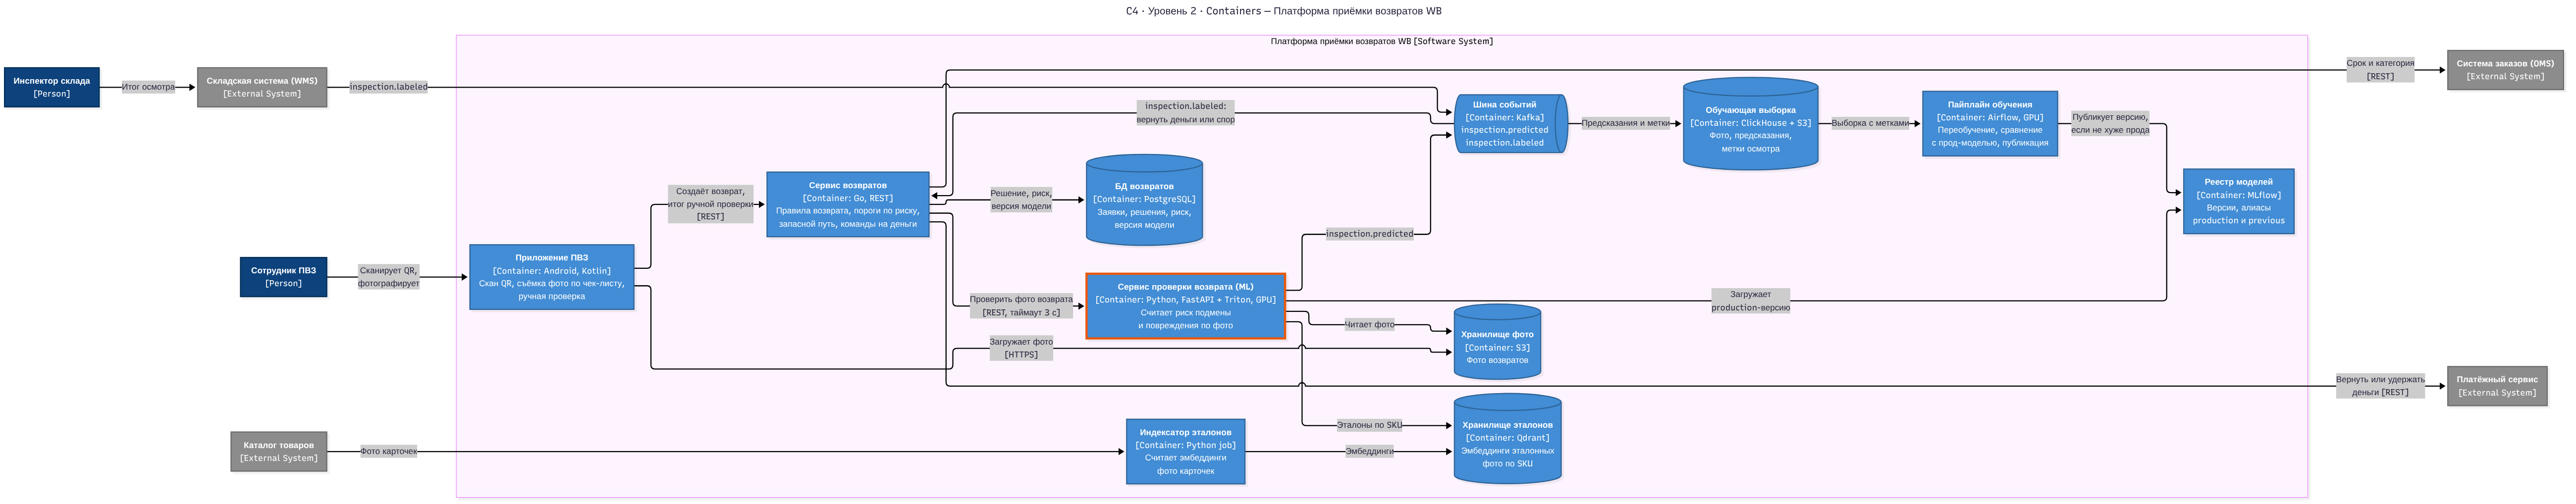 C4 · Уровень 2 · Containers — Платформа приёмки возвратов WB
Платформа приёмки возвратов WB [Software System]
Инспектор склада
[Person]
Итог осмотра
Складская система (WMS)
[External System]
inspection.labeled
Срок и категория
[REST]
Система заказов (OMS)
[External System]
inspection.labeled:
вернуть деньги или спор
Шина событий
[Container: Kafka]
inspection.predicted
inspection.labeled
Предсказания и метки
Обучающая выборка
[Container: ClickHouse + S3]
Фото, предсказания,
метки осмотра
Выборка с метками
Пайплайн обучения
[Container: Airflow, GPU]
Переобучение, сравнение
с прод-моделью, публикация
Публикует версию,
если не хуже прода
Реестр моделей
[Container: MLflow]
Версии, алиасы
production и previous
Создаёт возврат,
итог ручной проверки
[REST]
Сервис возвратов
[Container: Go, REST]
Правила возврата, пороги по риску,
запасной путь, команды на деньги
Решение, риск,
версия модели
БД возвратов
[Container: PostgreSQL]
Заявки, решения, риск,
версия модели
inspection.predicted
Сотрудник ПВЗ
[Person]
Сканирует QR,
фотографирует
Приложение ПВЗ
[Container: Android, Kotlin]
Скан QR, съёмка фото по чек-листу,
ручная проверка
Проверить фото возврата
[REST, таймаут 3 с]
Сервис проверки возврата (ML)
[Container: Python, FastAPI + Triton, GPU]
Считает риск подмены
и повреждения по фото
Загружает
production-версию
Читает фото
Загружает фото
[HTTPS]
Хранилище фото
[Container: S3]
Фото возвратов
Вернуть или удержать
деньги [REST]
Платёжный сервис
[External System]
Каталог товаров
[External System]
Фото карточек
Индексатор эталонов
[Container: Python job]
Считает эмбеддинги
фото карточек
Эталоны по SKU
Эмбеддинги
Хранилище эталонов
[Container: Qdrant]
Эмбеддинги эталонных
фото по SKU